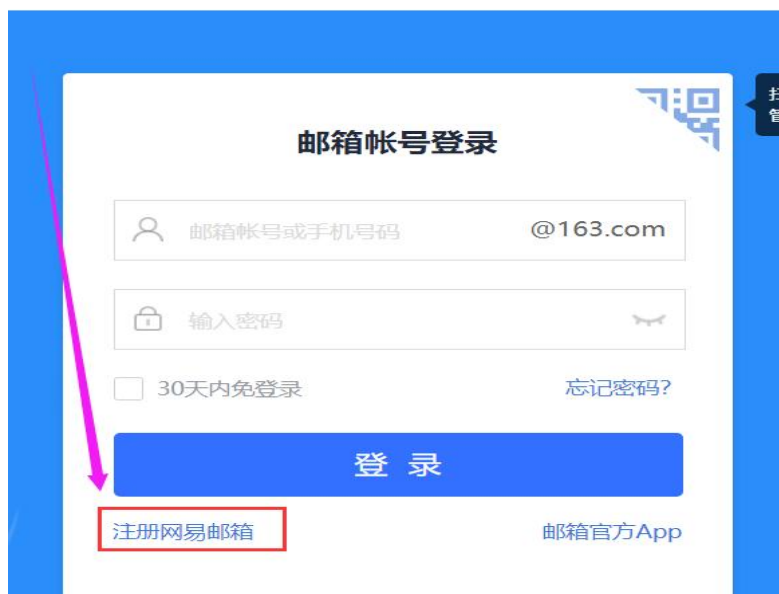 邮箱帐号登录
扫
管
邮箱帐号或手机号码
@163.com
输入密码
30天内免登录
忘记密码?
登 录
注册网易邮箱
邮箱官方App